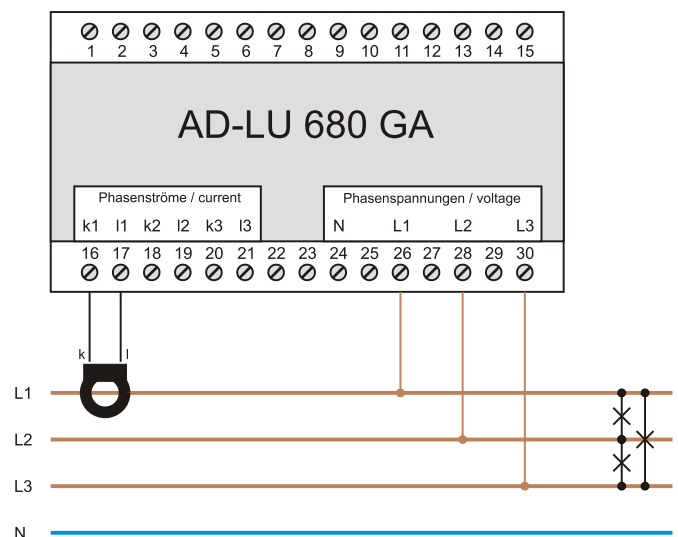 1 2 3 4 5 6 7 8 9 10 11 12 13 14 15
AD-LU 680 GA
Phasenströme / current
k1 l1 k2 l2 k3 l3
Phasenspannungen / voltage
N L1 L2 L3
16 17 18 19 20 21 22 23 24 25 26 27 28 29 30
k l
L1
L2
L3
N